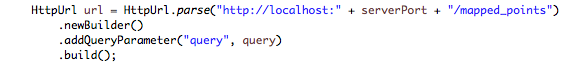 HttpUrl url = HttpUrl.parse("http://localhost:" + serverPort + "/mapped_points")
.newBuilder()
.addQueryParameter("query", query)
.build();